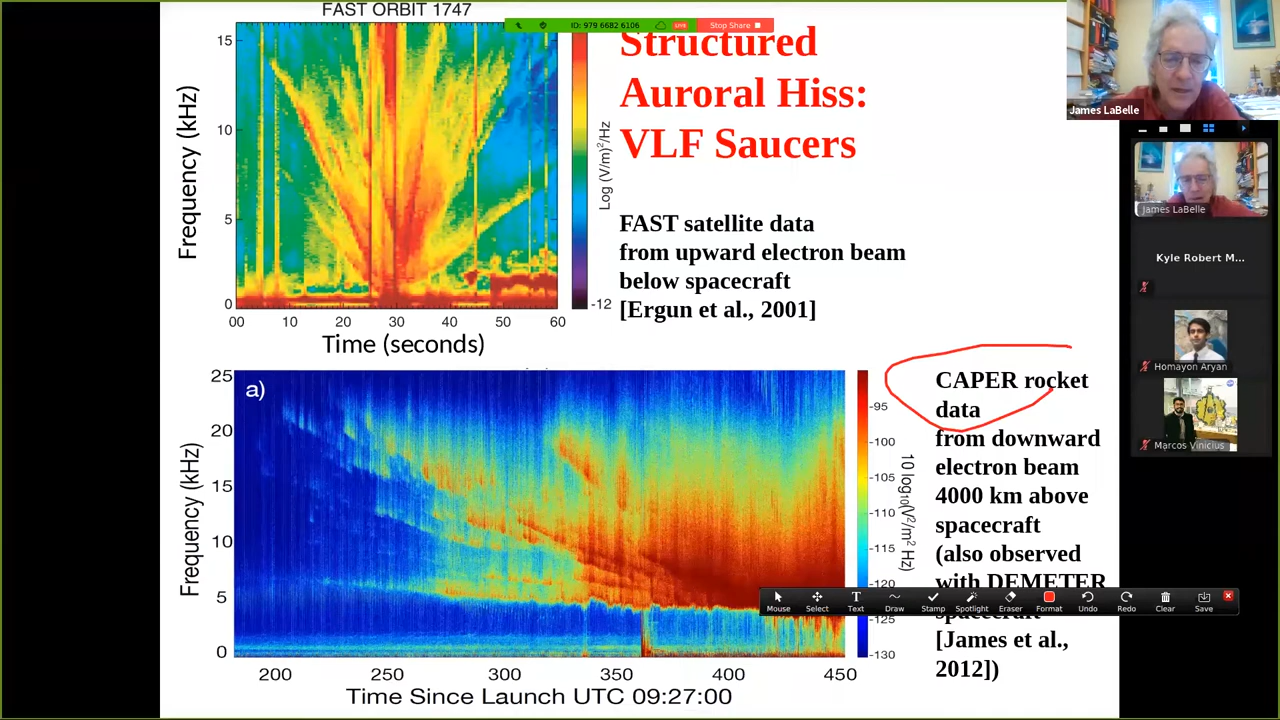 FAST ORBIT 1747
15
10
5
0
Frequency (kHz)
00 10 20 30 40 50 60
Time (seconds)
Log (V/m)²/Hz
-12
ID: 979 6682 6106
LIVE
Stop Share
Structured
Auroral Hiss:
VLF Saucers
FAST satellite data
from upward electron beam
below spacecraft
[Ergun et al., 2001]
a)
25
20
15
10
5
0
Frequency (kHz)
200 250 300 350 400 450
Time Since Launch UTC 09:27:00
-95
-100
-105
-110
-115
-120
-125
-130
10 log₁₀(V²/m² Hz)
CAPER rocket
data
from downward
electron beam
4000 km above
spacecraft
(also observed
with DEMETER
spacecraft
[James et al.,
2012])
Mouse Select Text Draw Stamp Spotlight Eraser Format Undo Redo Clear Save
James LaBelle
James LaBelle
Kyle Robert M...
Homayon Aryan
Marcos Vinicius